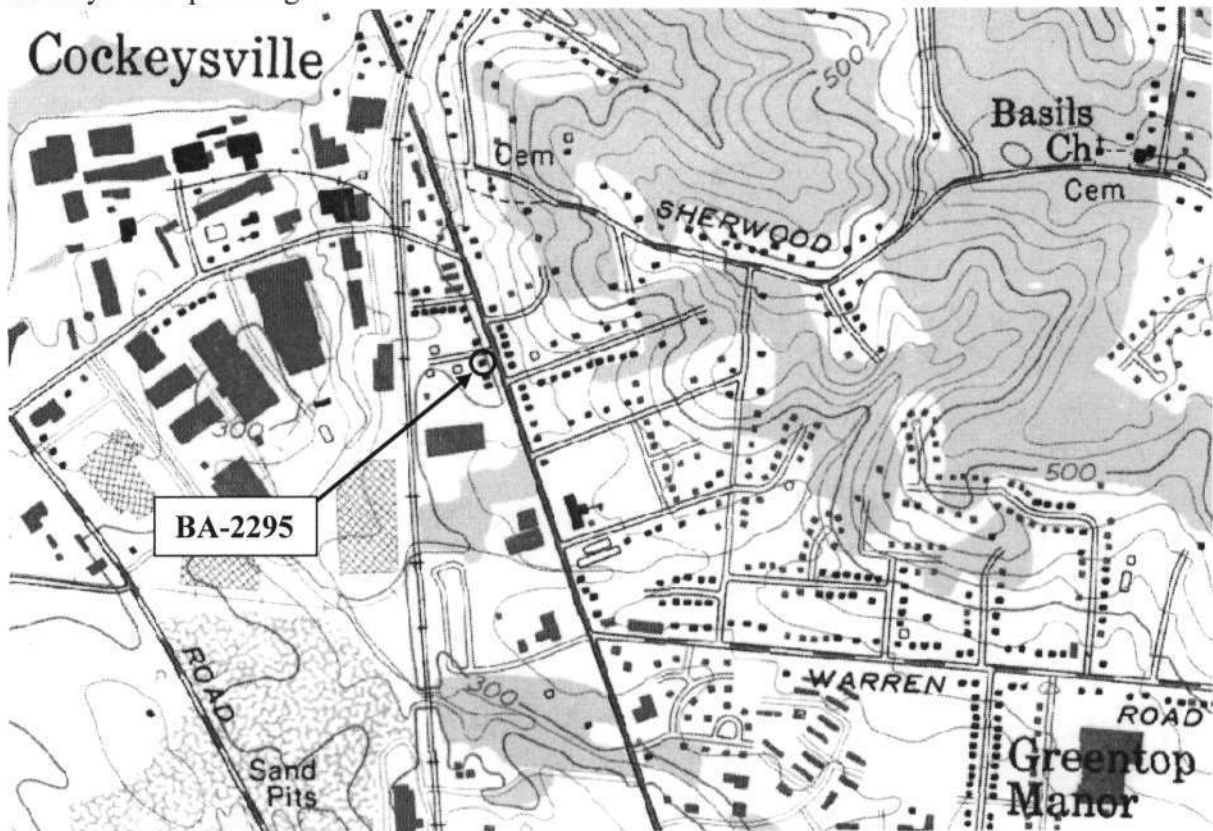 Cockeysville
500
Basils
Ch
Cem
Cem
SHERWOOD
300
BA-2295
500
ROAD
300
WARREN
ROAD
Sand
Pits
Greentop
Manor